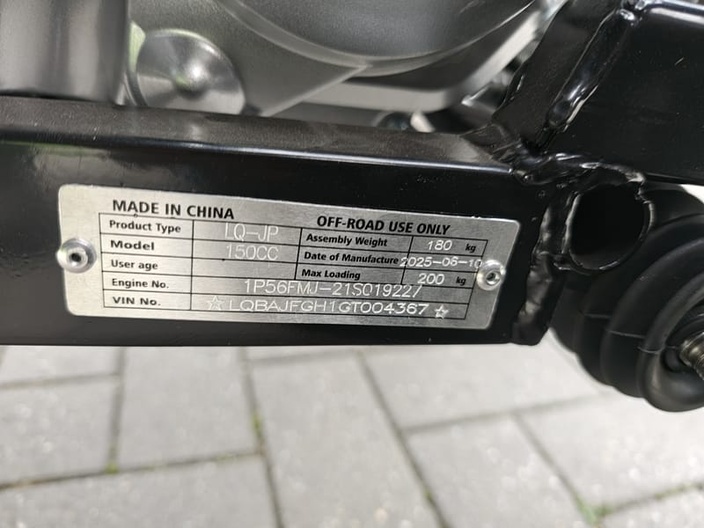 MADE IN CHINA
OFF-ROAD USE ONLY
Product Type LQ-JP Assembly Weight 180 kg
Model 150CC Date of Manufacture 2025-06-10
User age Max Loading 200 kg
Engine No. 1P56FMJ-21S019227
VIN No. ☆LQBAJFGH1GT004367☆